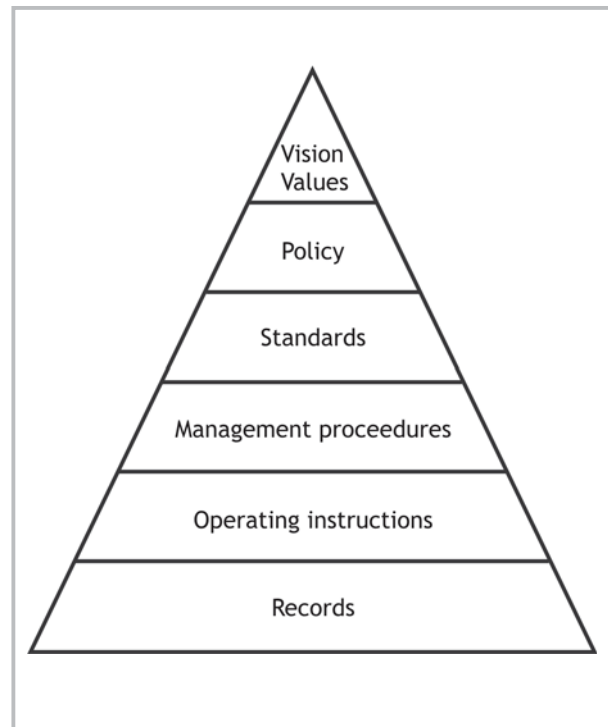 Vision
Values
Policy
Standards
Management proceedures
Operating instructions
Records